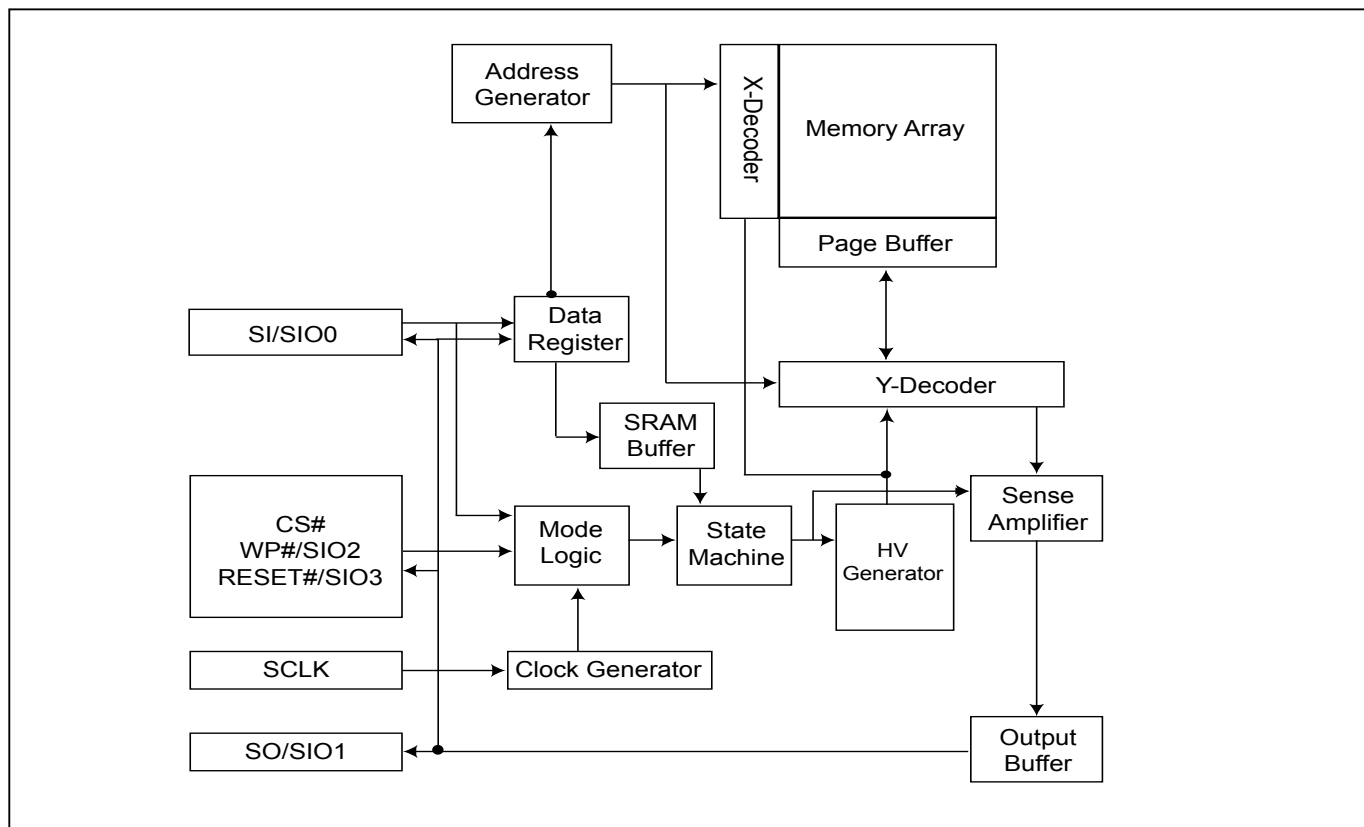 Address
Generator
X-Decoder
Memory Array
Page Buffer
SI/SIO0
Data
Register
Y-Decoder
SRAM
Buffer
CS#
WP#/SIO2
RESET#/SIO3
Mode
Logic
State
Machine
HV
Generator
Sense
Amplifier
SCLK
Clock Generator
SO/SIO1
Output
Buffer